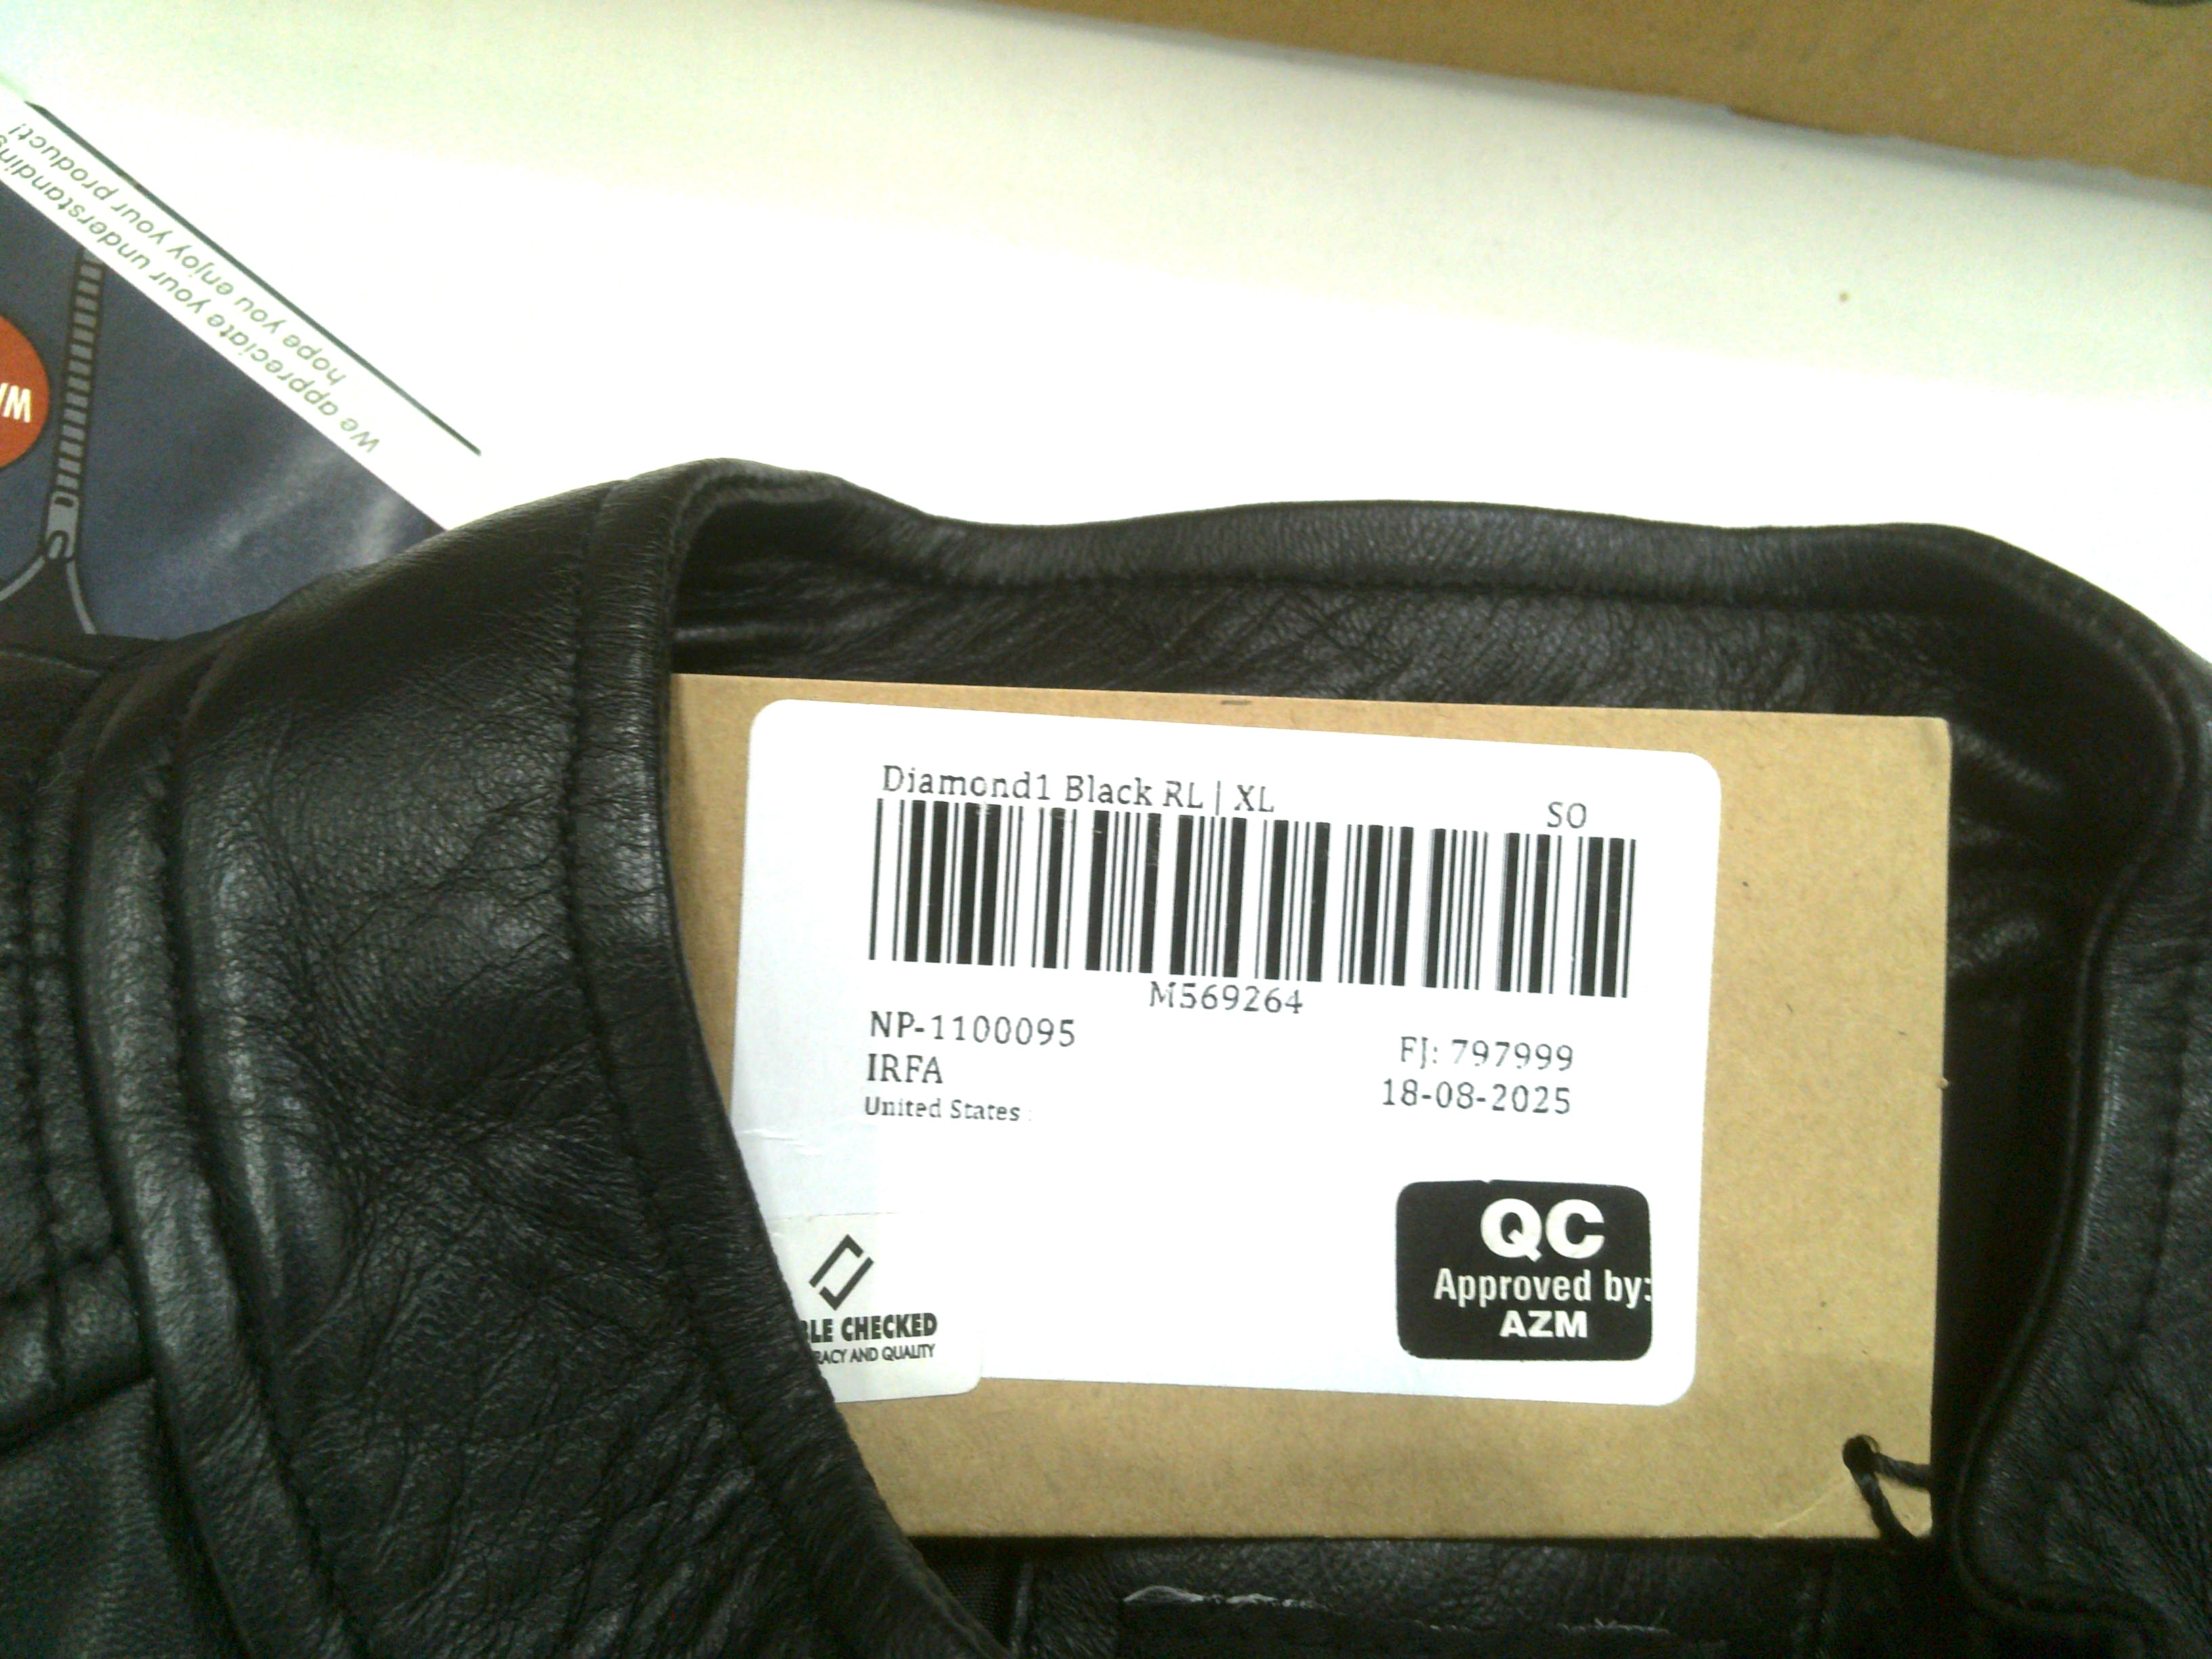 We appreciate your understanding
hope you enjoy your product!
Diamond1 Black RL | XL
SO
M569264
NP-1100095
FJ: 797999
IRFA
18-08-2025
United States :
QC
Approved by:
AZM
BLE CHECKED
RACY AND QUALITY